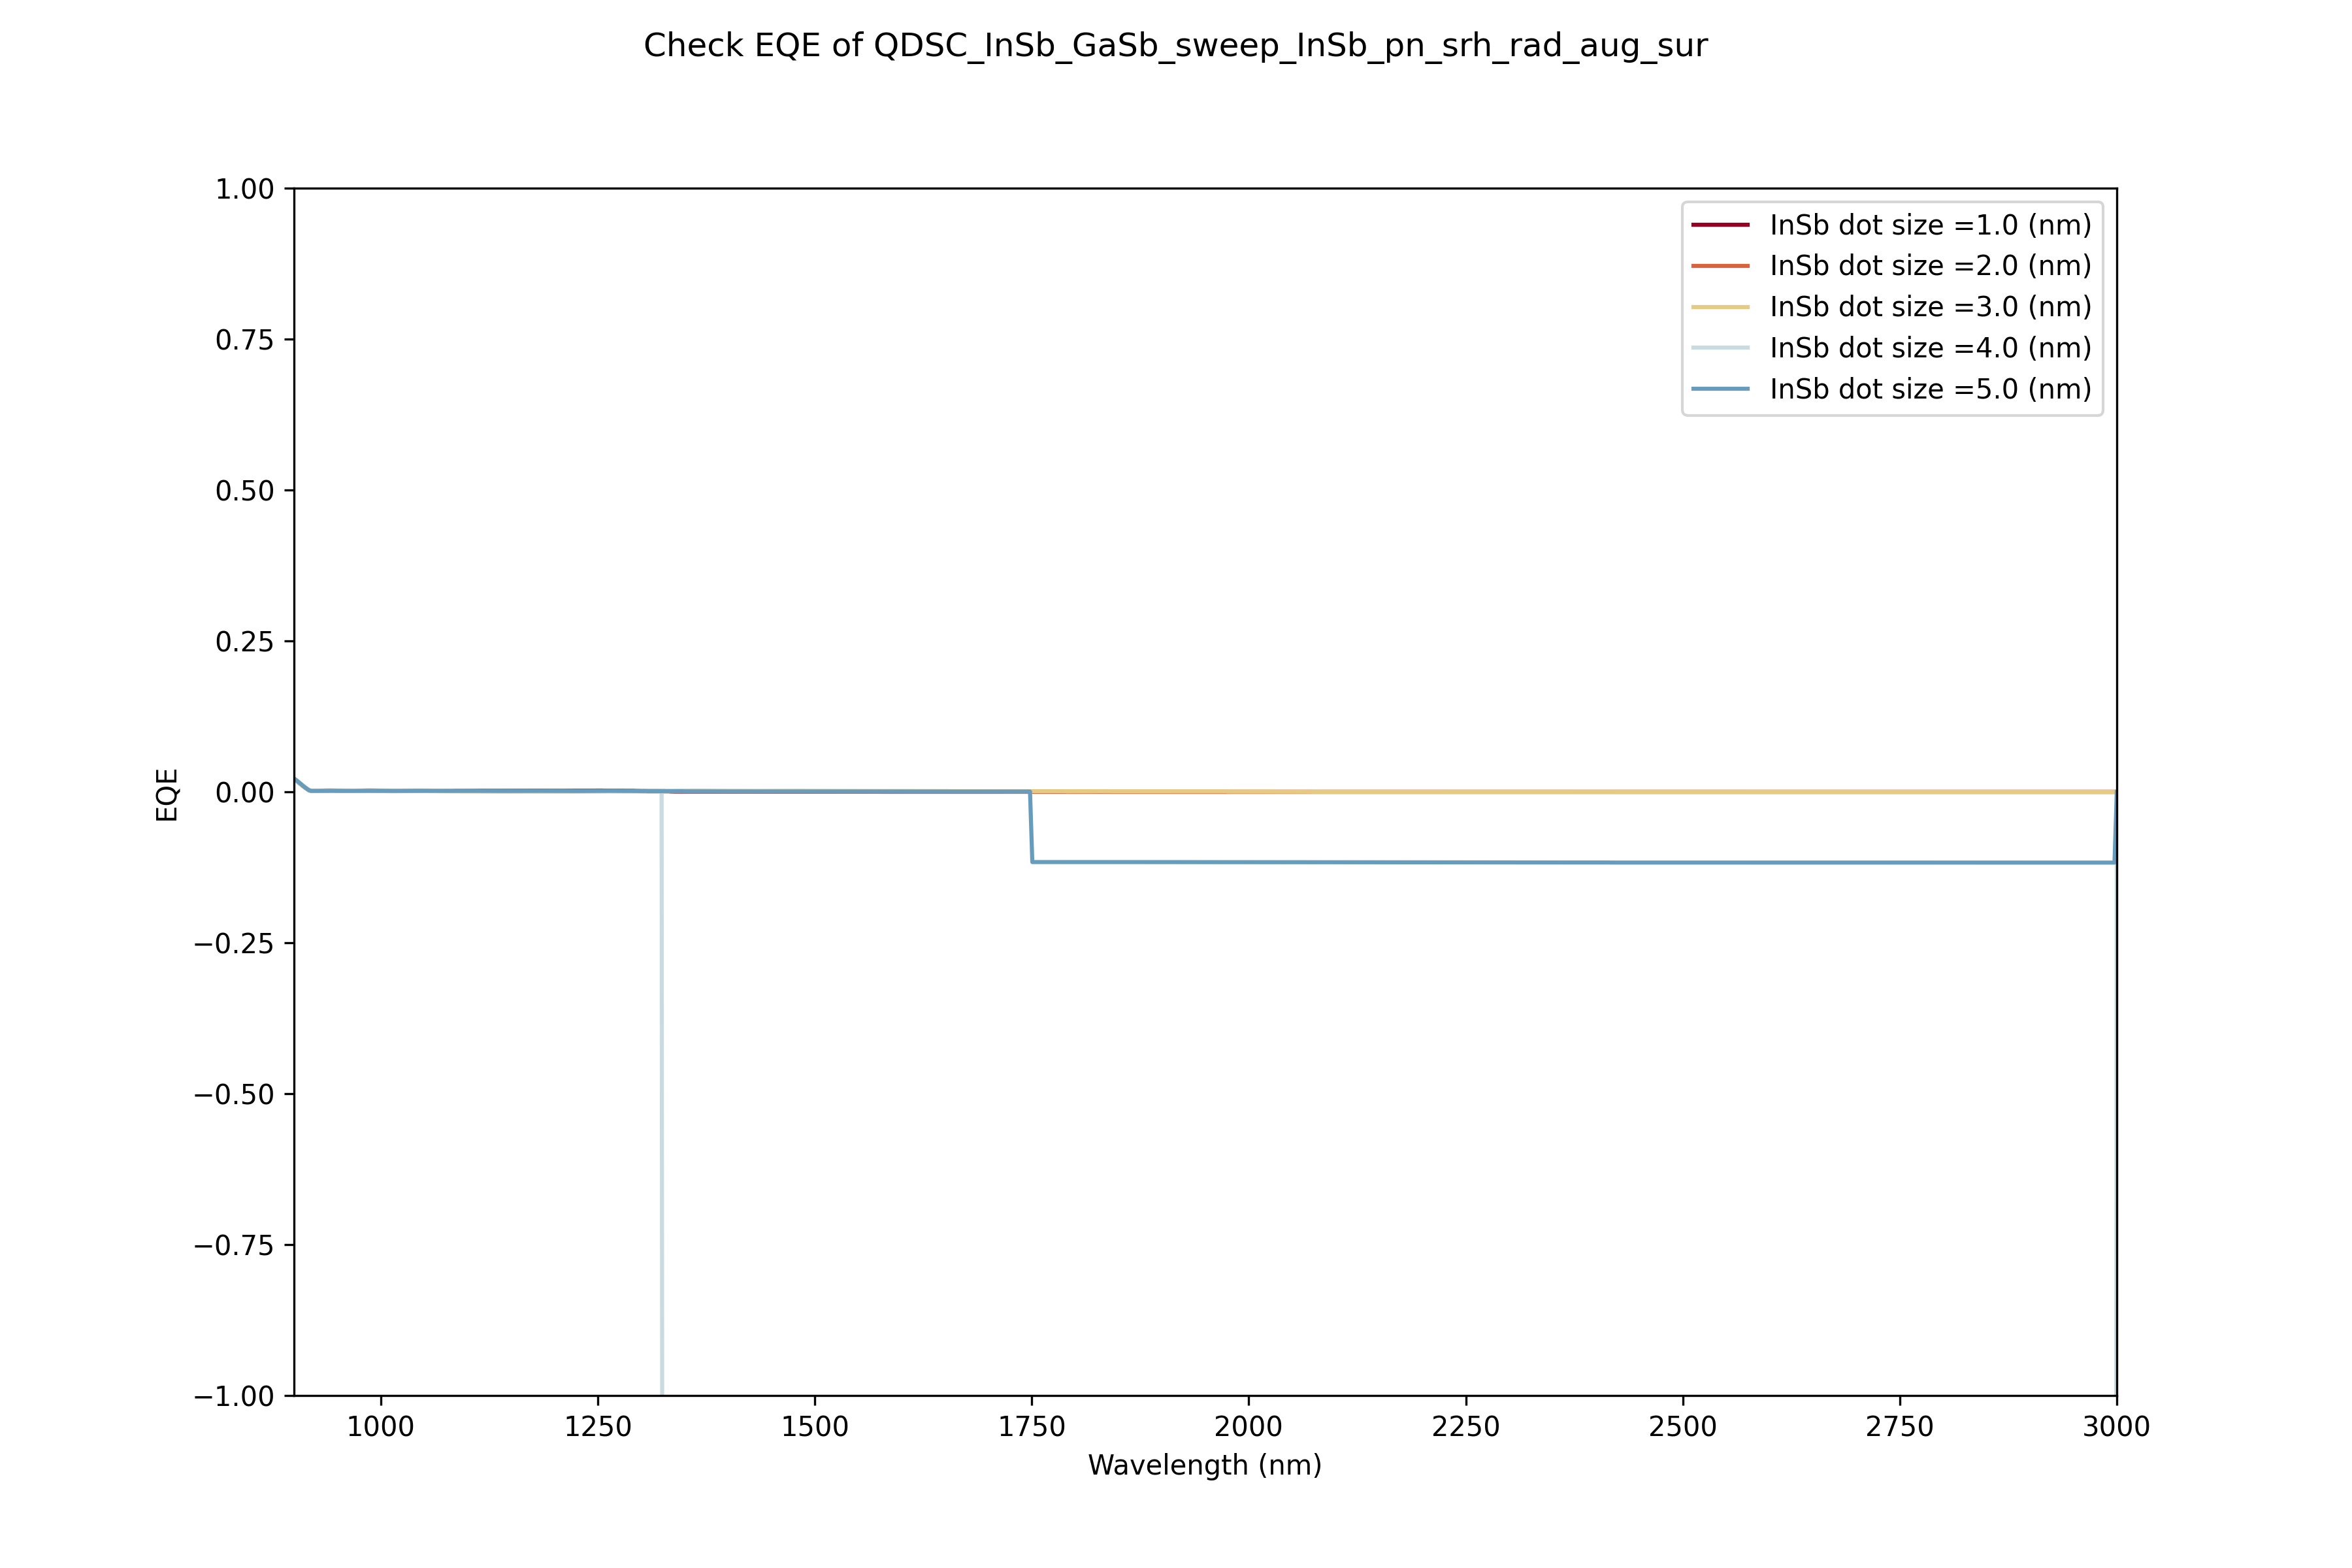 Check EQE of QDSC_InSb_GaSb_sweep_InSb_pn_srh_rad_aug_sur
1.00
0.75
0.50
0.25
0.00
−0.25
−0.50
−0.75
−1.00
EQE
InSb dot size =1.0 (nm)
InSb dot size =2.0 (nm)
InSb dot size =3.0 (nm)
InSb dot size =4.0 (nm)
InSb dot size =5.0 (nm)
1000 1250 1500 1750 2000 2250 2500 2750 3000
Wavelength (nm)